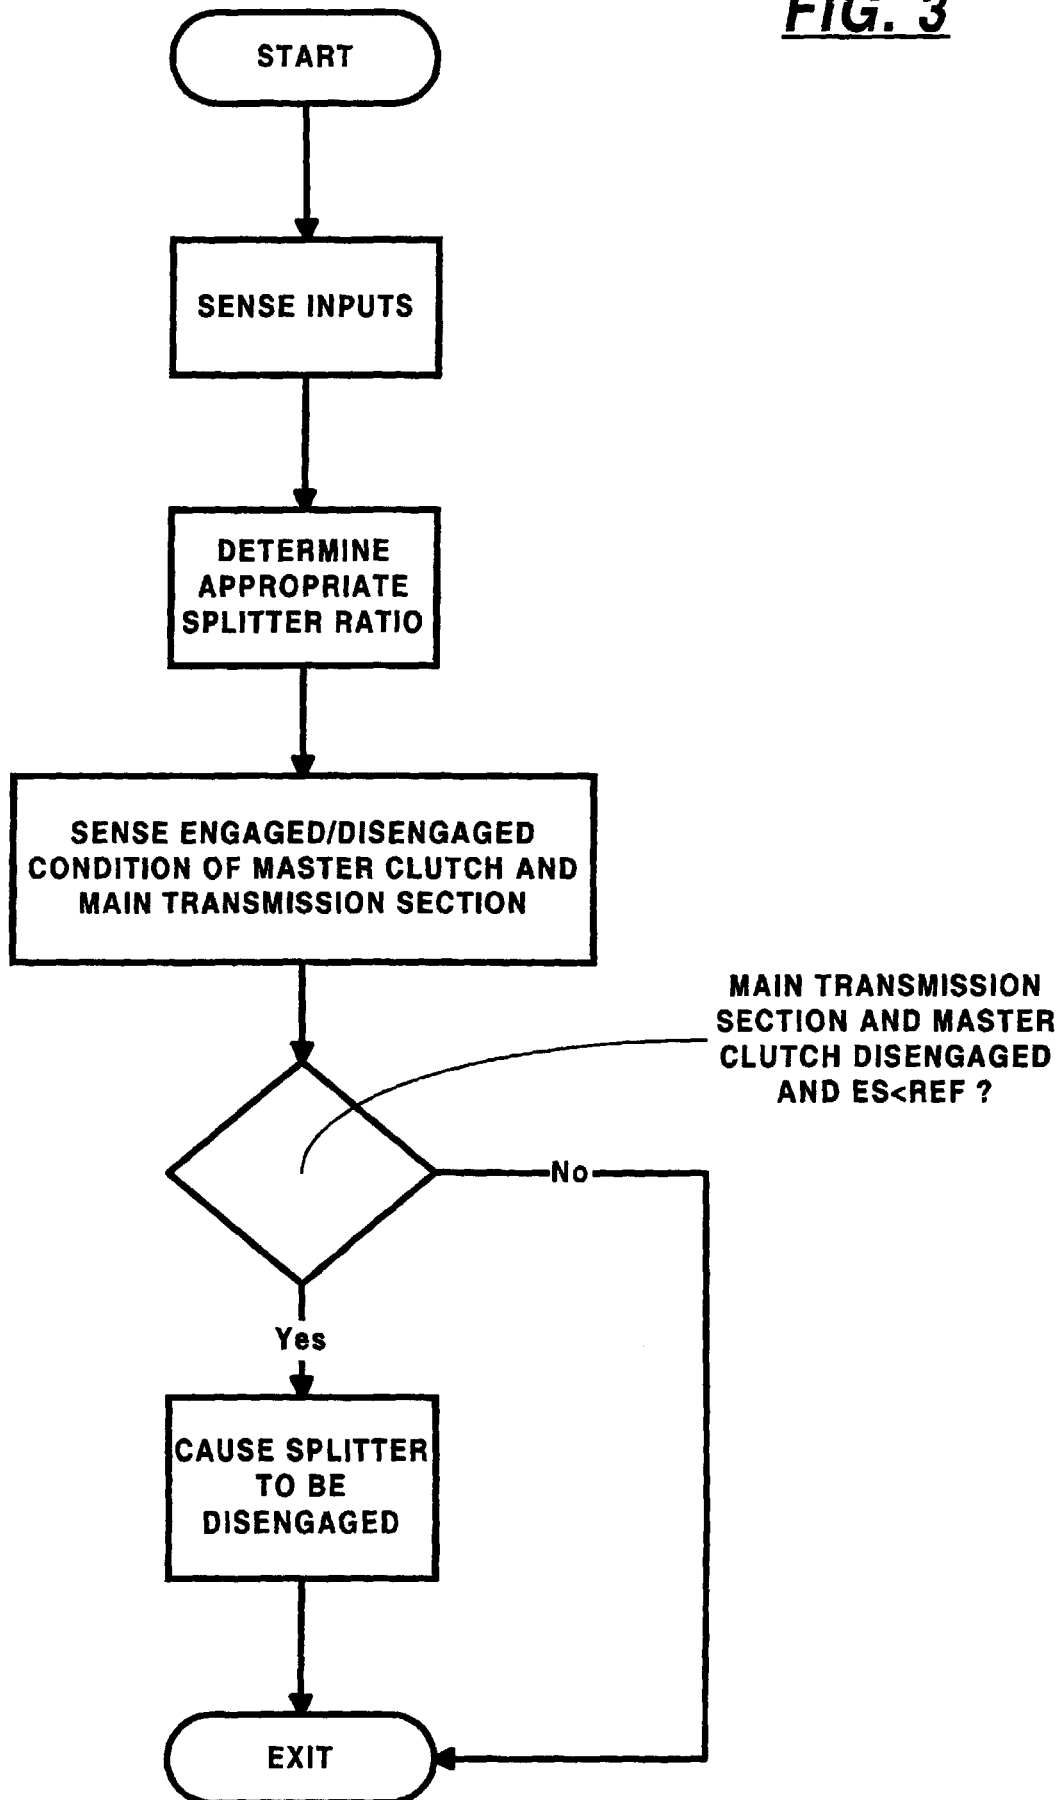 FIG. 3
START
SENSE INPUTS
DETERMINE
APPROPRIATE
SPLITTER RATIO
SENSE ENGAGED/DISENGAGED
CONDITION OF MASTER CLUTCH AND
MAIN TRANSMISSION SECTION
MAIN TRANSMISSION
SECTION AND MASTER
CLUTCH DISENGAGED
AND ES<REF ?
No
Yes
CAUSE SPLITTER
TO BE
DISENGAGED
EXIT